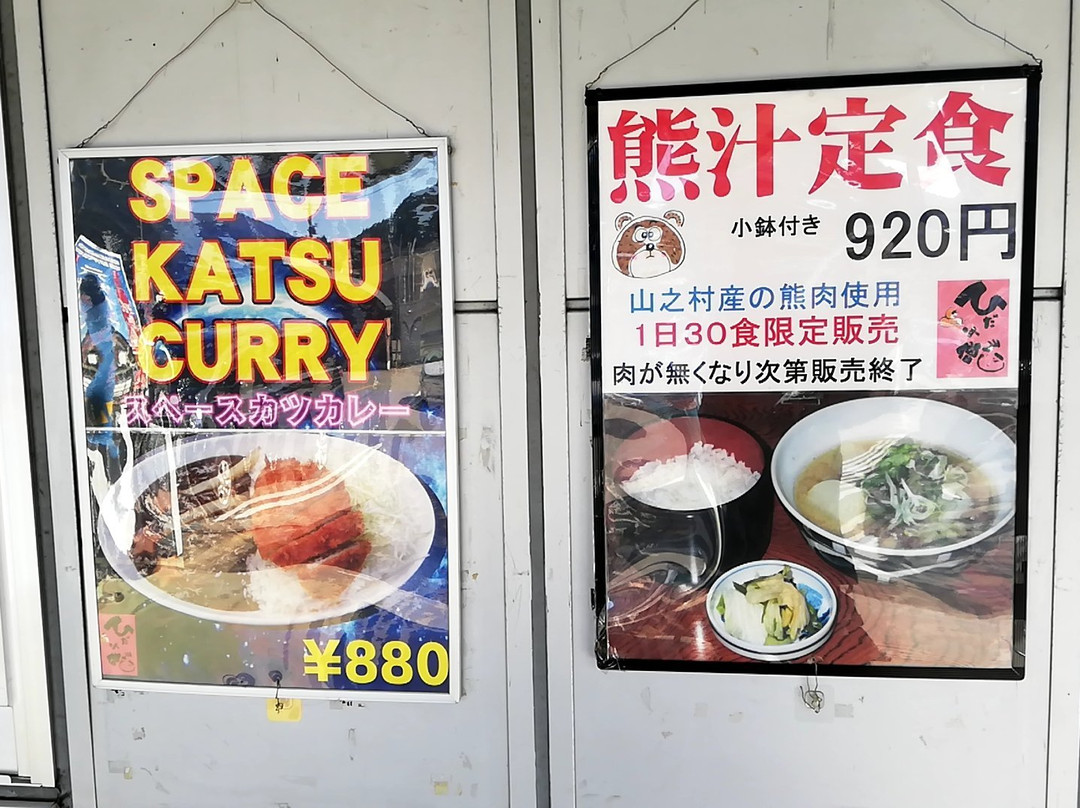 SPACE
KATSU
CURRY
スペースカツカレー
¥880
熊汁定食
小鉢付き 920円
山之村産の熊肉使用
1日30食限定販売
肉が無くなり次第販売終了
ひだ